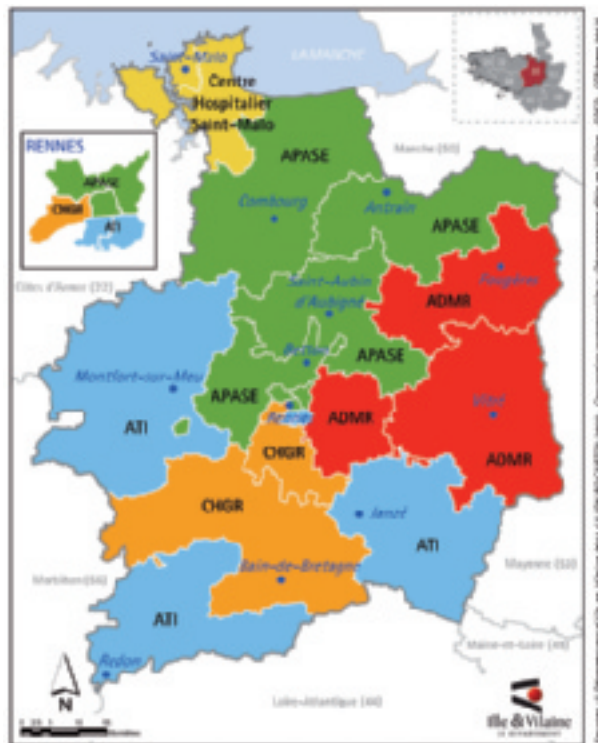 LA MANCHE
Saint-Malo
Centre
Hospitalier
Saint-Malo
RENNES
APASE
CHGR
ATI
APASE
Manche (50)
Combourg
Antrain
APASE
Côtes d'Armor (22)
Saint-Aubin
d'Aubigné
Fougères
ADMR
Betton
APASE
Montfort-sur-Meu
APASE
Rennes
Vitré
ATI
ADMR
CHGR
ADMR
CHGR
Janzé
ATI
Bain-de-Bretagne
Mayenne (53)
Morbihan (56)
ATI
Maine-et-Loire (49)
Redon
Loire-Atlantique (44)
N
Ille & Vilaine
LE DÉPARTEMENT